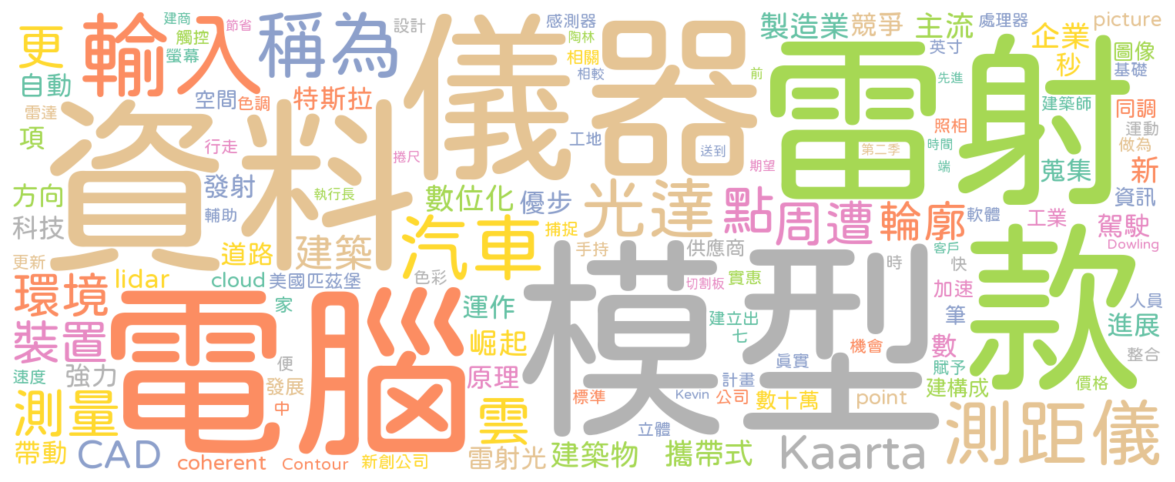 建商
節省
感測器
陶林
製造業
競爭
主流
處理器
picture
更
輸入
觸控
螢幕
稱為
設計
儀器
相關
相較
雷射
英寸
企業
秒
圖像
基礎
自動
空間
色調
特斯拉
前
先進
建築師
同調
雷達
項
資料
行走
捲尺
工地
送到
期望
第二季
照相
時間
端
運動
做為
蒐集
新
方向
發射
執行長
輔助
數位化
優步
光達
點
周遭
輪廓
軟體
資訊
工業
駕駛
科技
道路
建築
汽車
捕捉
手持
供應商
時
客戶
快
款
Dowling
更新
lidar
cloud
美國匹茲堡
色彩
模型
切割板
實惠
加速
人員
環境
電腦
家
運作
建立出
七
筆
進展
裝置
便
崛起
機會
數
整合
速度
強力
發展
原理
真實
計畫
賦予
建構成
價格
測量
中
雲
標準
Kevin
公司
數十萬
point
立體
測距儀
帶動
CAD
coherent
Contour
新創公司
雷射光
建築物
攜帶式
Kaarta